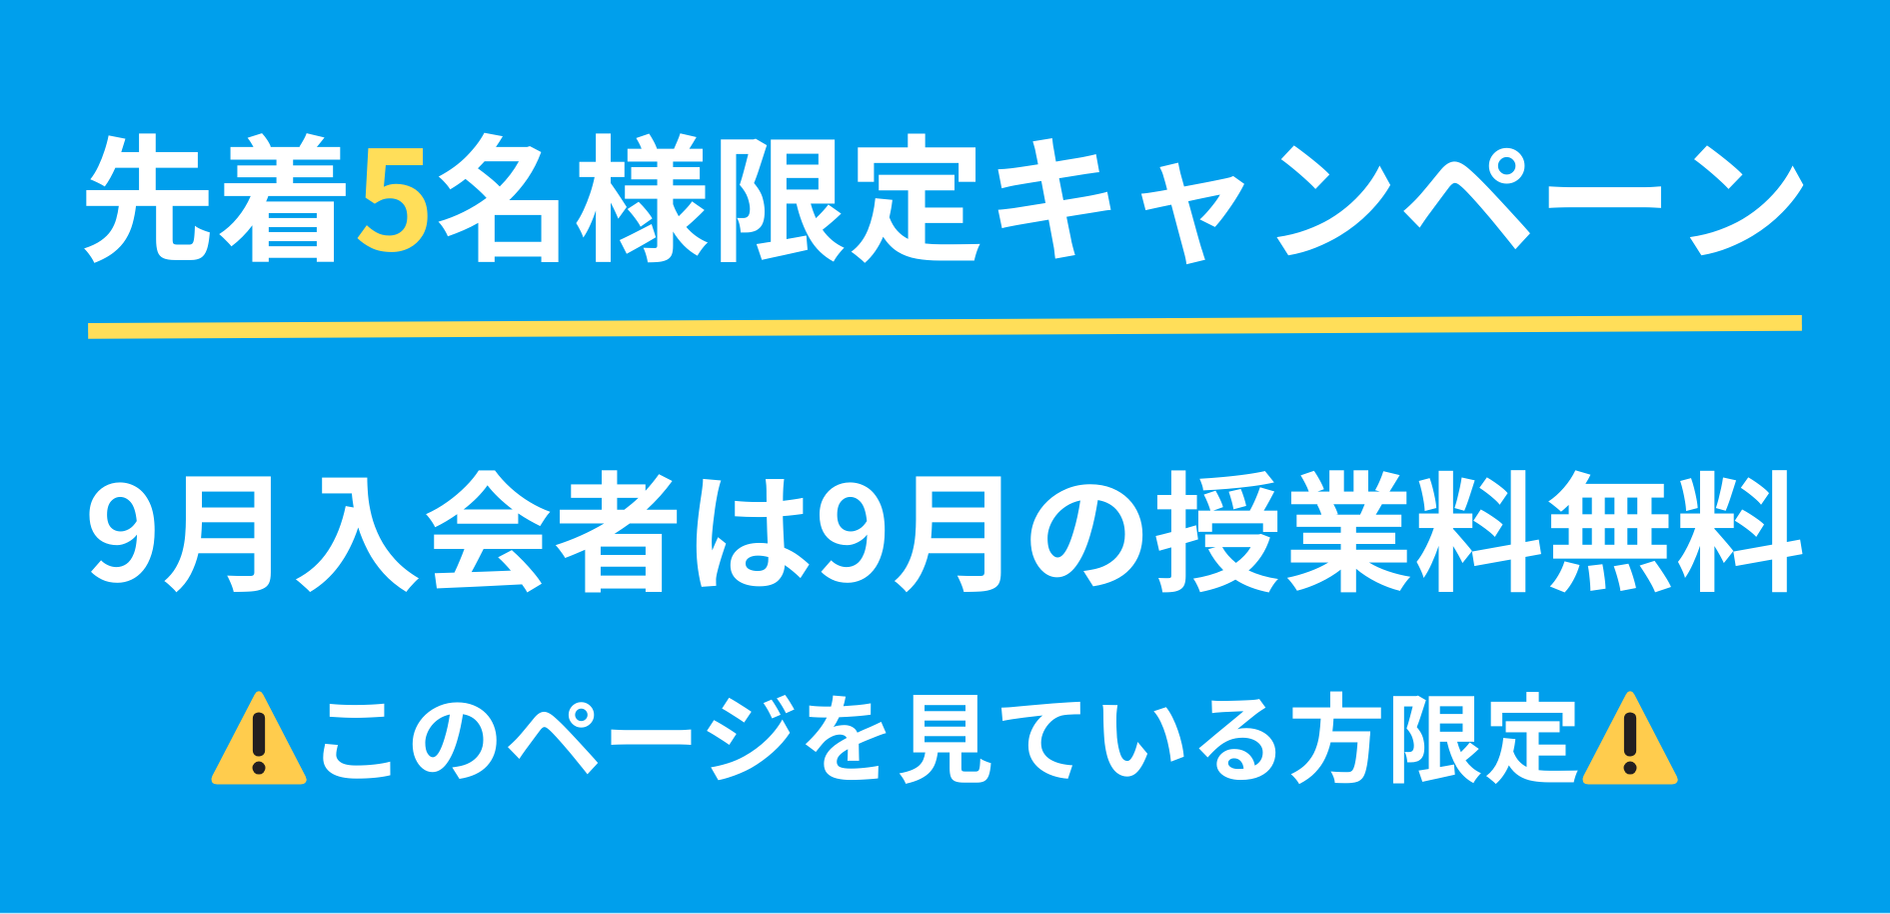 先着5名様限定キャンペーン
9月入会者は9月の授業料無料
⚠️このページを見ている方限定⚠️